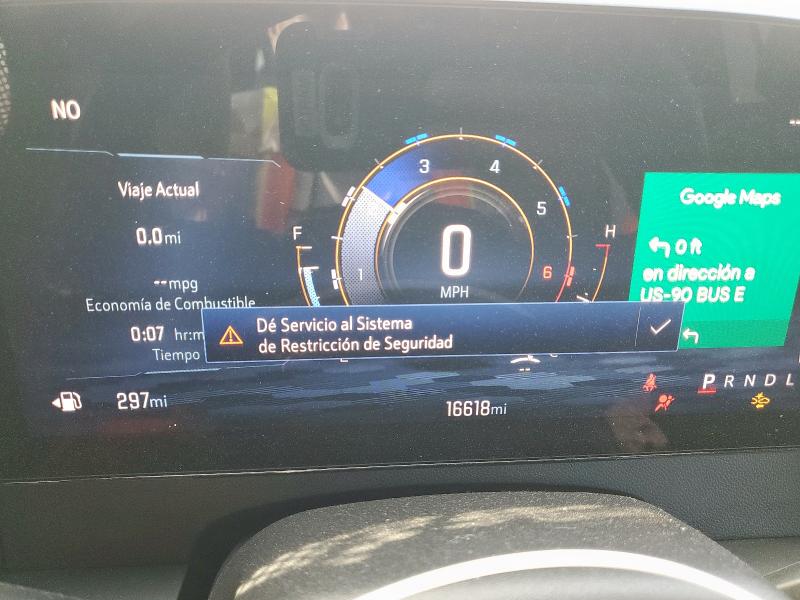 NO
Viaje Actual
0.0 mi
--mpg
Economía de Combustible
0:07 hr:m
Tiempo
297mi
F
1
3
4
5
6
H
0
MPH
Dé Servicio al Sistema
de Restricción de Seguridad
16618mi
Google Maps
0 ft
en dirección a
US-90 BUS E
P R N D L